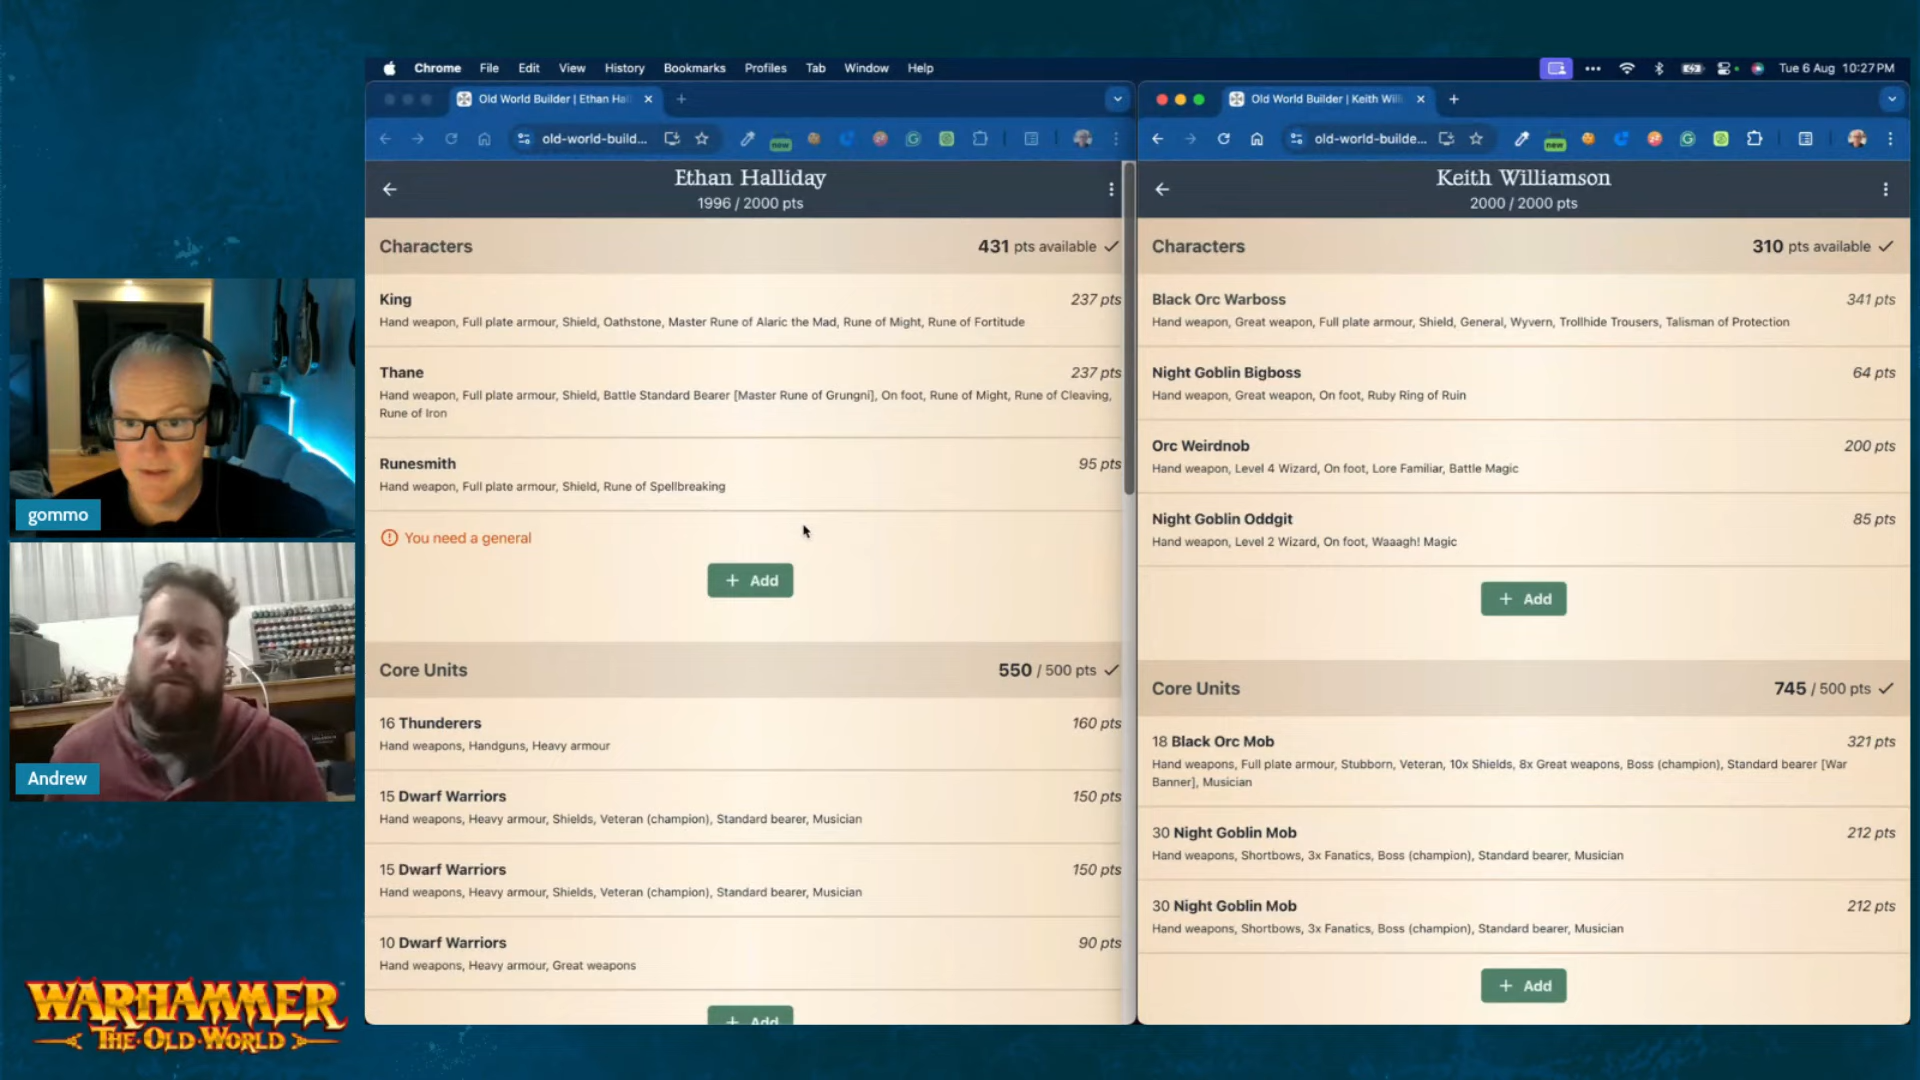 Chrome File Edit View History Bookmarks Profiles Tab Window Help
Tue 6 Aug 10:27 PM
Old World Builder | Ethan Hal
old-world-build...
new
Ethan Halliday
1996 / 2000 pts
Characters 431 pts available
King 237 pts
Hand weapon, Full plate armour, Shield, Oathstone, Master Rune of Alaric the Mad, Rune of Might, Rune of Fortitude
Thane 237 pts
Hand weapon, Full plate armour, Shield, Battle Standard Bearer [Master Rune of Grungni], On foot, Rune of Might, Rune of Cleaving,
Rune of Iron
Runesmith 95 pts
Hand weapon, Full plate armour, Shield, Rune of Spellbreaking
You need a general
+ Add
Core Units 550 / 500 pts
16 Thunderers 160 pts
Hand weapons, Handguns, Heavy armour
15 Dwarf Warriors 150 pts
Hand weapons, Heavy armour, Shields, Veteran (champion), Standard bearer, Musician
15 Dwarf Warriors 150 pts
Hand weapons, Heavy armour, Shields, Veteran (champion), Standard bearer, Musician
10 Dwarf Warriors 90 pts
Hand weapons, Heavy armour, Great weapons
+ Add
Old World Builder | Keith Will
old-world-builde...
new
Keith Williamson
2000 / 2000 pts
Characters 310 pts available
Black Orc Warboss 341 pts
Hand weapon, Great weapon, Full plate armour, Shield, General, Wyvern, Trollhide Trousers, Talisman of Protection
Night Goblin Bigboss 64 pts
Hand weapon, Great weapon, On foot, Ruby Ring of Ruin
Orc Weirdnob 200 pts
Hand weapon, Level 4 Wizard, On foot, Lore Familiar, Battle Magic
Night Goblin Oddgit 85 pts
Hand weapon, Level 2 Wizard, On foot, Waaagh! Magic
+ Add
Core Units 745 / 500 pts
18 Black Orc Mob 321 pts
Hand weapons, Full plate armour, Stubborn, Veteran, 10x Shields, 8x Great weapons, Boss (champion), Standard bearer [War
Banner], Musician
30 Night Goblin Mob 212 pts
Hand weapons, Shortbows, 3x Fanatics, Boss (champion), Standard bearer, Musician
30 Night Goblin Mob 212 pts
Hand weapons, Shortbows, 3x Fanatics, Boss (champion), Standard bearer, Musician
+ Add
gommo
Andrew
WARHAMMER
THE·OLD·WORLD